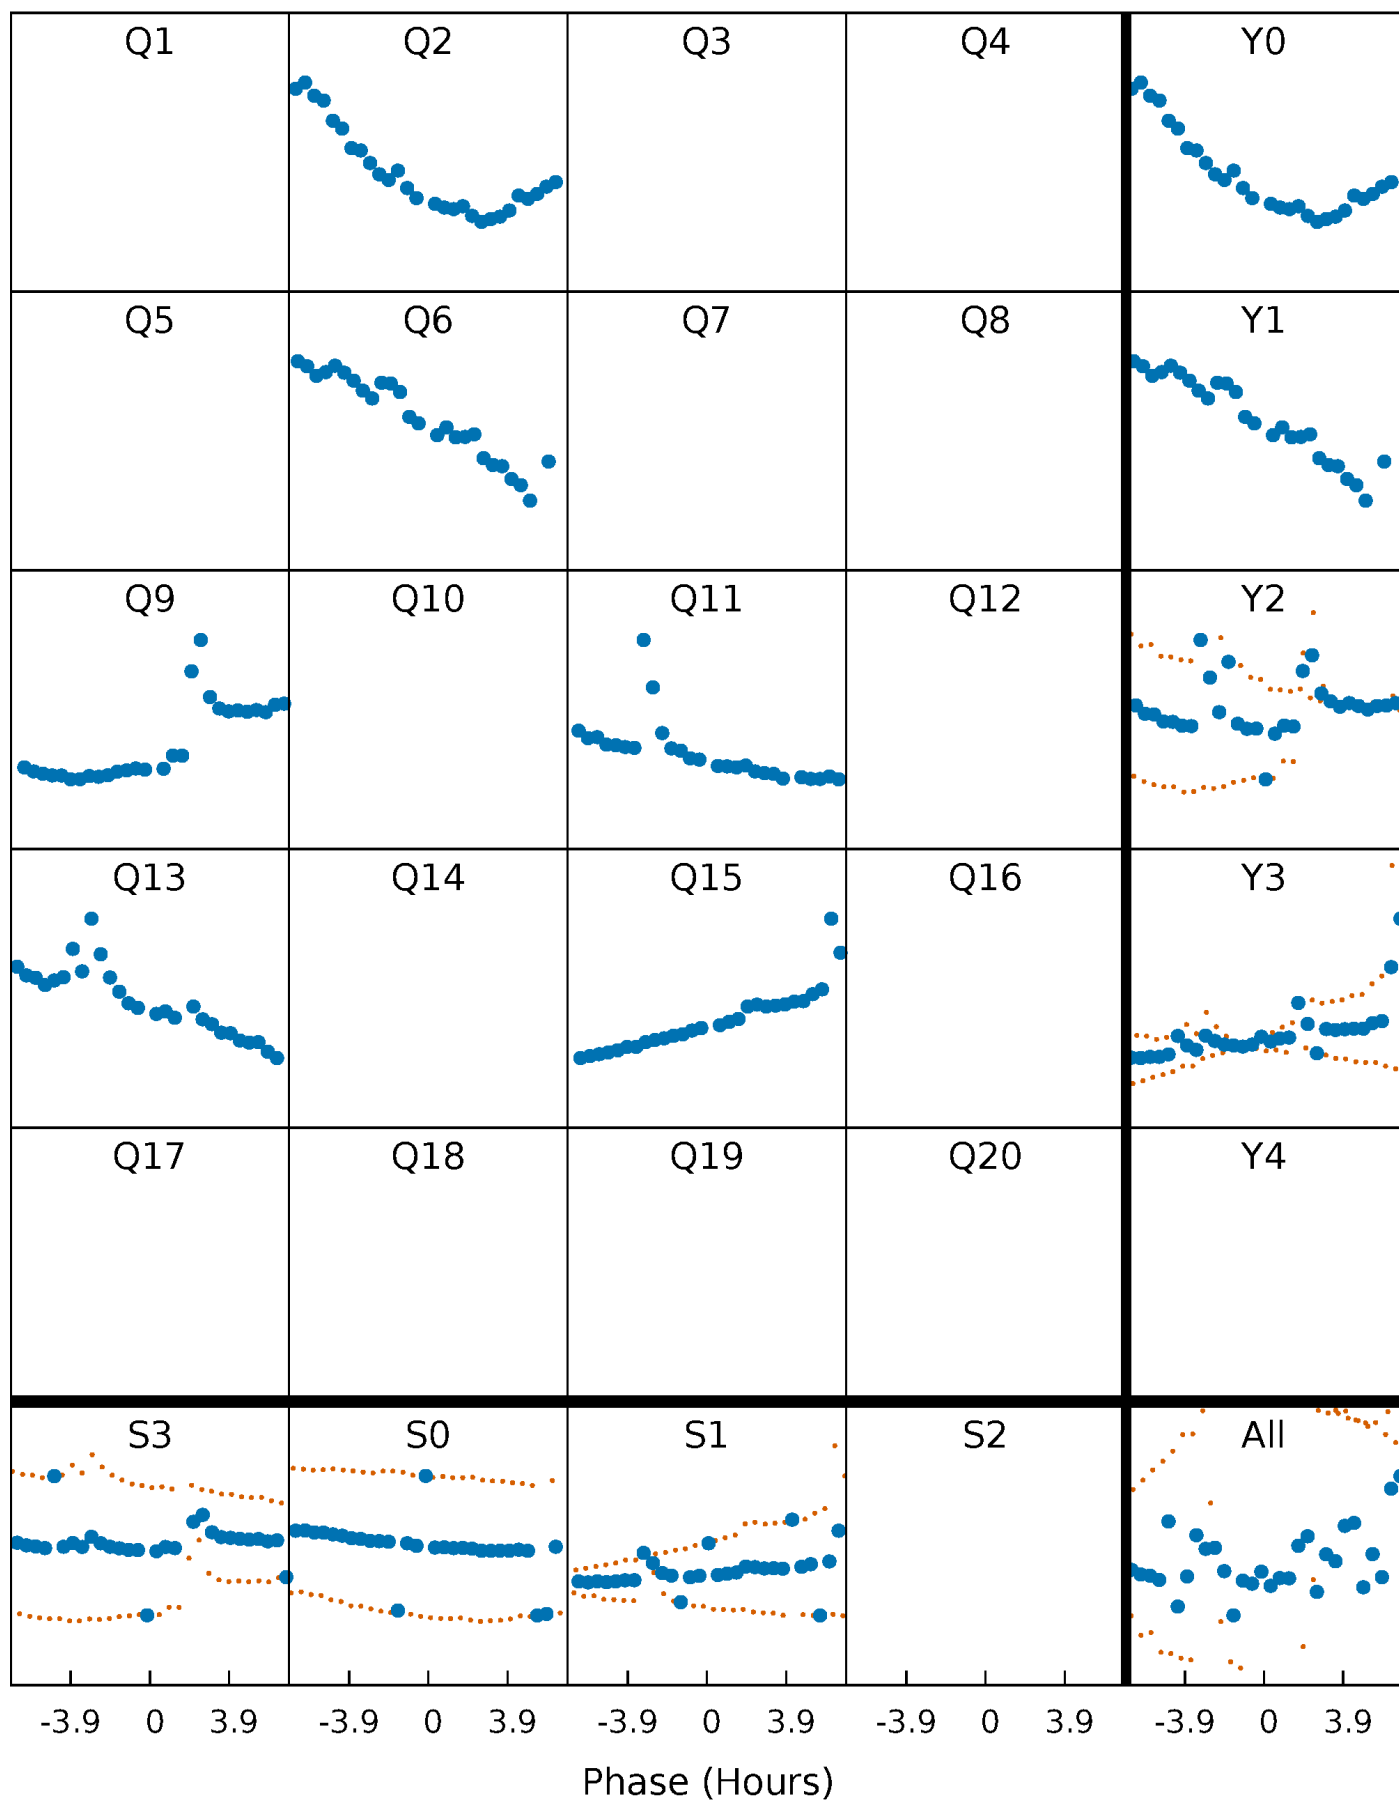 Q1 Q2 Q3 Q4 Y0
Q5 Q6 Q7 Q8 Y1
Q9 Q10 Q11 Q12 Y2
Q13 Q14 Q15 Q16 Y3
Q17 Q18 Q19 Q20 Y4
S3 S0 S1 S2 All
-3.9 0 3.9 -3.9 0 3.9 -3.9 0 3.9 -3.9 0 3.9 -3.9 0 3.9
Phase (Hours)